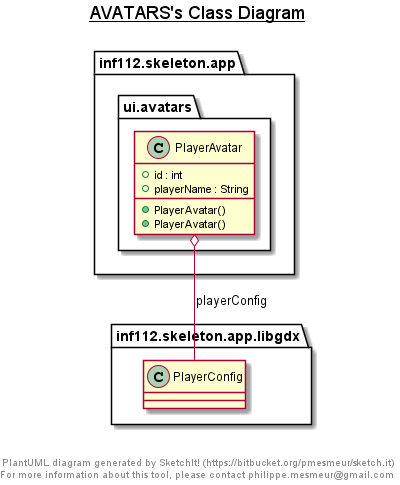 AVATARS's Class Diagram
inf112.skeleton.app
ui.avatars
C PlayerAvatar
id : int
playerName : String
PlayerAvatar()
PlayerAvatar()
playerConfig
inf112.skeleton.app.libgdx
C PlayerConfig
PlantUML diagram generated by SketchIt! (https://bitbucket.org/pmesmeur/sketch.it)
For more information about this tool, please contact philippe.mesmeur@gmail.com